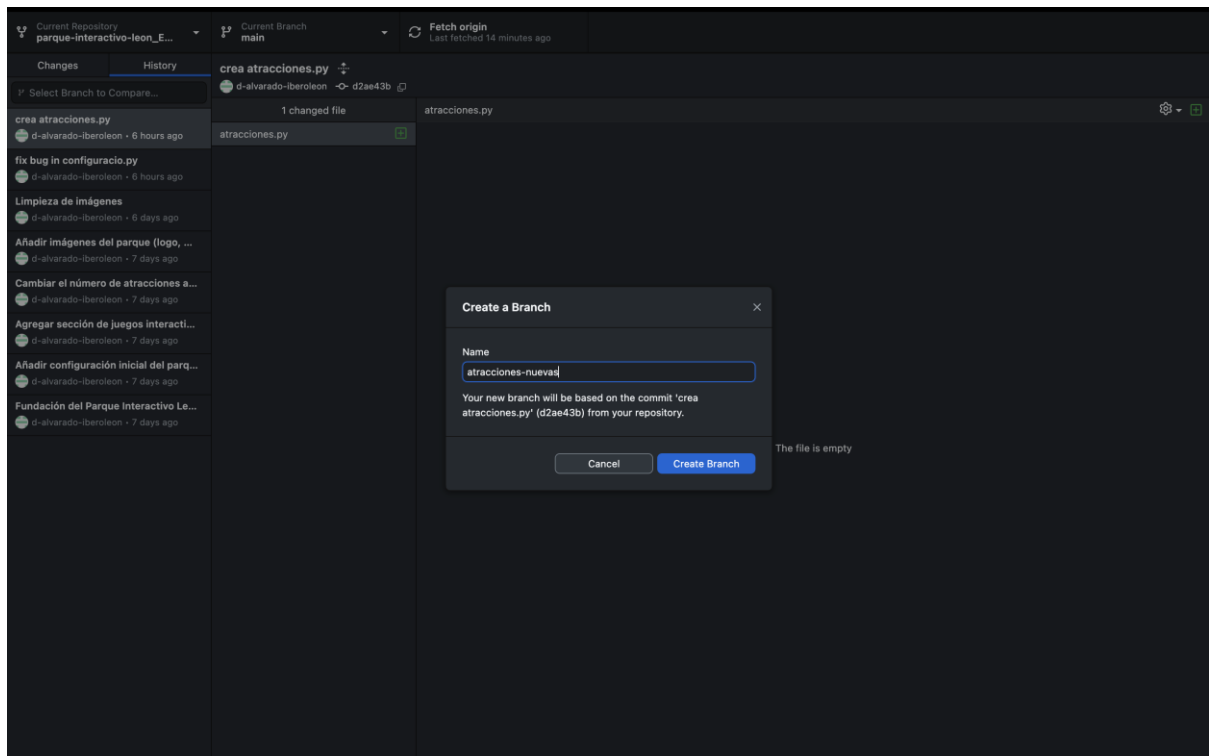 Current Repository
parque-interactivo-leon_E...
Current Branch
main
Fetch origin
Last fetched 14 minutes ago
Changes
History
Select Branch to Compare...
crea atracciones.py
d-alvarado-iberoleon • 6 hours ago
fix bug in configuracio.py
d-alvarado-iberoleon • 6 hours ago
Limpieza de imágenes
d-alvarado-iberoleon • 6 days ago
Añadir imágenes del parque (logo, ...
d-alvarado-iberoleon • 7 days ago
Cambiar el número de atracciones a...
d-alvarado-iberoleon • 7 days ago
Agregar sección de juegos interacti...
d-alvarado-iberoleon • 7 days ago
Añadir configuración inicial del parq...
d-alvarado-iberoleon • 7 days ago
Fundación del Parque Interactivo Le...
d-alvarado-iberoleon • 7 days ago
crea atracciones.py
d-alvarado-iberoleon d2ae43b
1 changed file
atracciones.py
atracciones.py
Create a Branch
Name
atracciones-nuevas
Your new branch will be based on the commit 'crea
atracciones.py' (d2ae43b) from your repository.
Cancel
Create Branch
The file is empty